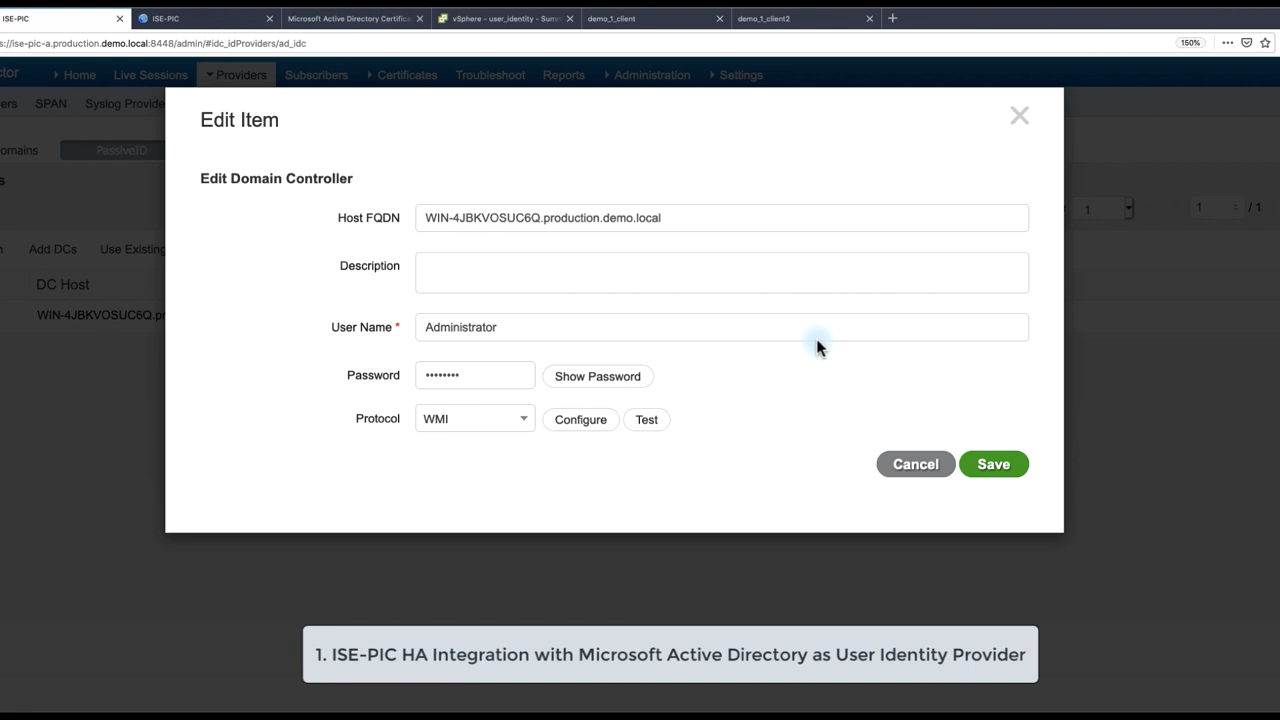 ISE-PIC
ISE-PIC
Microsoft Active Directory Certifica
vSphere - user_identity - Summ
demo_1_client
demo_1_client2
s://ise-pic-a.production.demo.local:8448/admin/#idc_idProviders/ad_idc
150%
ctor
Home
Live Sessions
Providers
Subscribers
Certificates
Troubleshoot
Reports
Administration
Settings
ers
SPAN
Syslog Provide
omains
PassiveID
s
1
1
/ 1
n
Add DCs
Use Existing
DC Host
WIN-4JBKVOSUC6Q.pr
Edit Item
Edit Domain Controller
Host FQDN
WIN-4JBKVOSUC6Q.production.demo.local
Description
User Name *
Administrator
Password
••••••••
Show Password
Protocol
WMI
Configure
Test
Cancel
Save
1. ISE-PIC HA Integration with Microsoft Active Directory as User Identity Provider